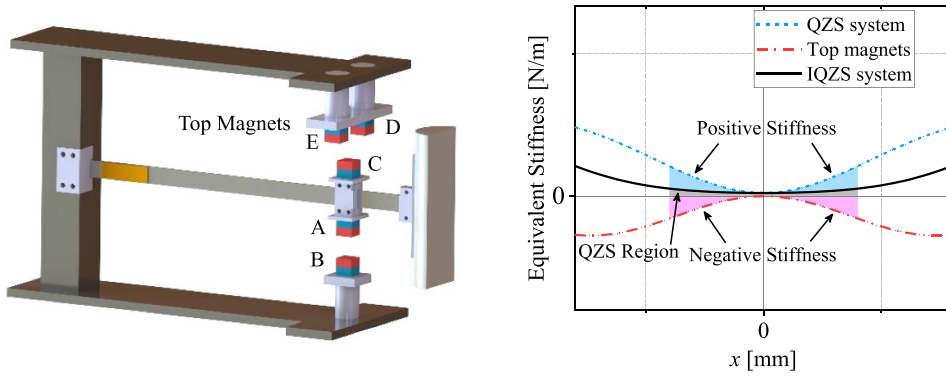 Top Magnets
E
D
C
A
B
QZS system
Top magnets
IQZS system
Equivalent Stiffness [N/m]
Positive Stiffness
0
QZS Region
Negative Stiffness
0
x [mm]